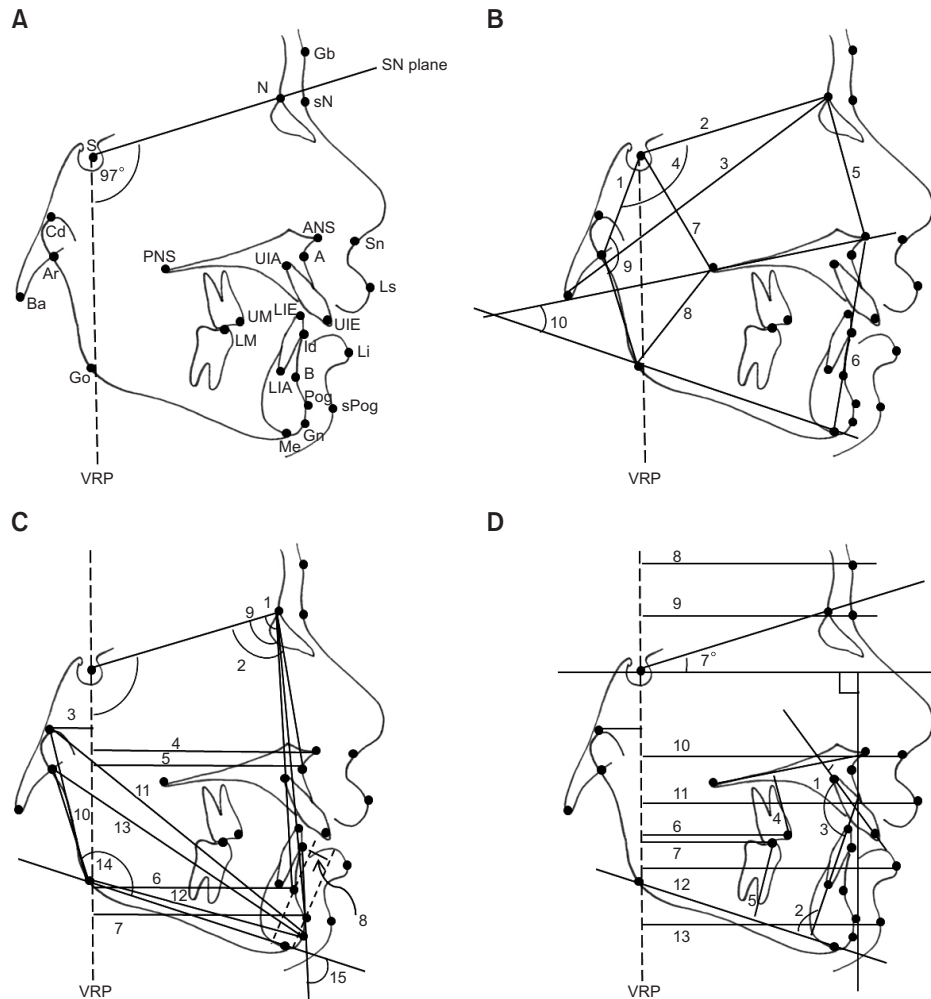 A
Gb
SN plane
N
sN
S
97°
Cd
ANS
Sn
PNS
UIA
A
Ar
Ls
Ba
LIE
UM
UIE
LM
Id
Li
Go
LIA
B
Pog
sPog
Gn
Me
VRP
B
2
4
3
1
5
7
9
10
8
6
VRP
C
1
9
2
3
4
5
11
10
13
14
6
12
7
8
15
VRP
D
8
9
7°
10
1
11
4
6
3
7
12
5
2
13
VRP